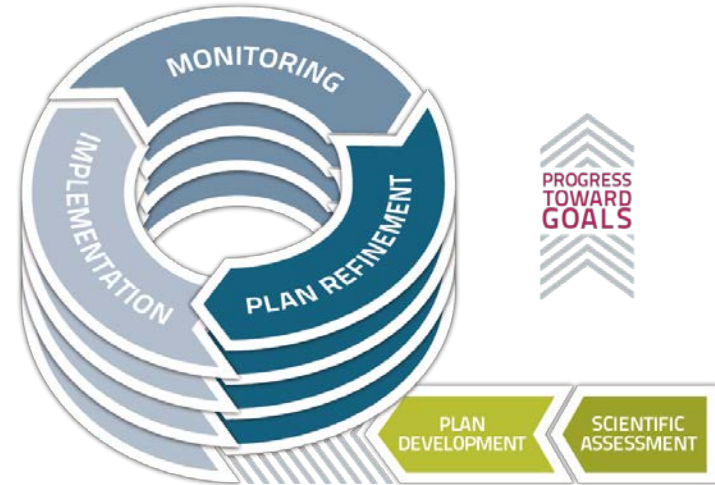 MONITORING
IMPLEMENTATION
PLAN REFINEMENT
PROGRESS
TOWARD
GOALS
PLAN
DEVELOPMENT
SCIENTIFIC
ASSESSMENT